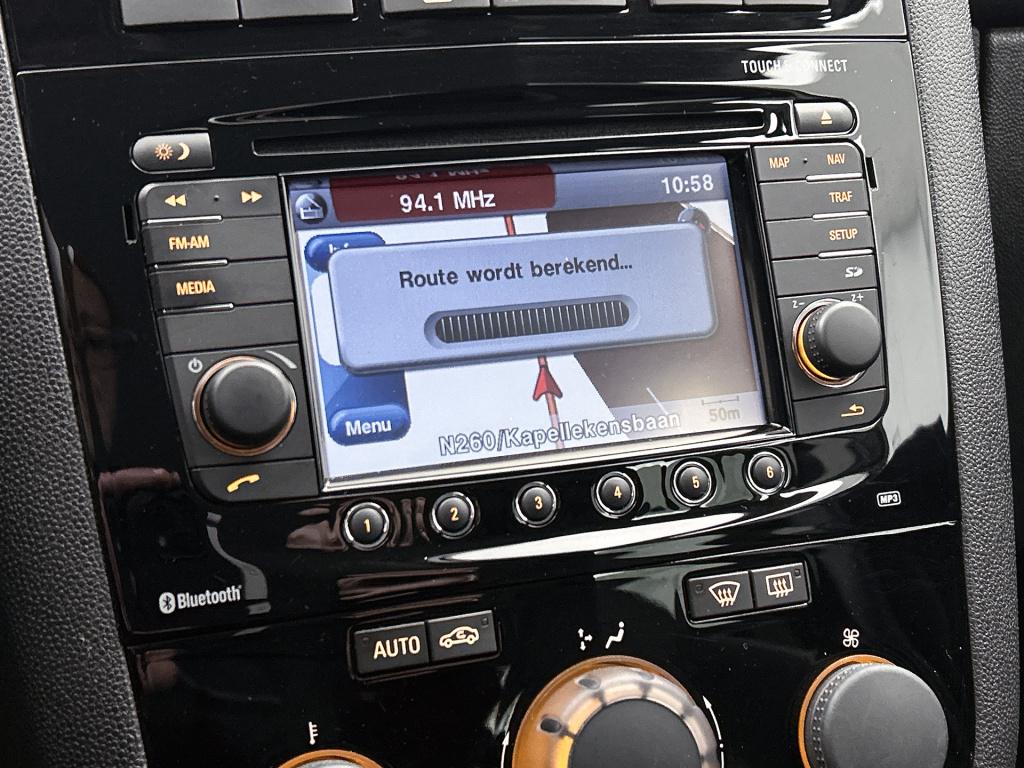 TOUCH & CONNECT
MAP · NAV
TRAF
SETUP
SD
Z- Z+
FM-AM
MEDIA
94.1 MHz
10:58
Route wordt berekend...
Menu
50m
N260/Kapellekensbaan
1 2 3 4 5 6
MP3
Bluetooth
AUTO